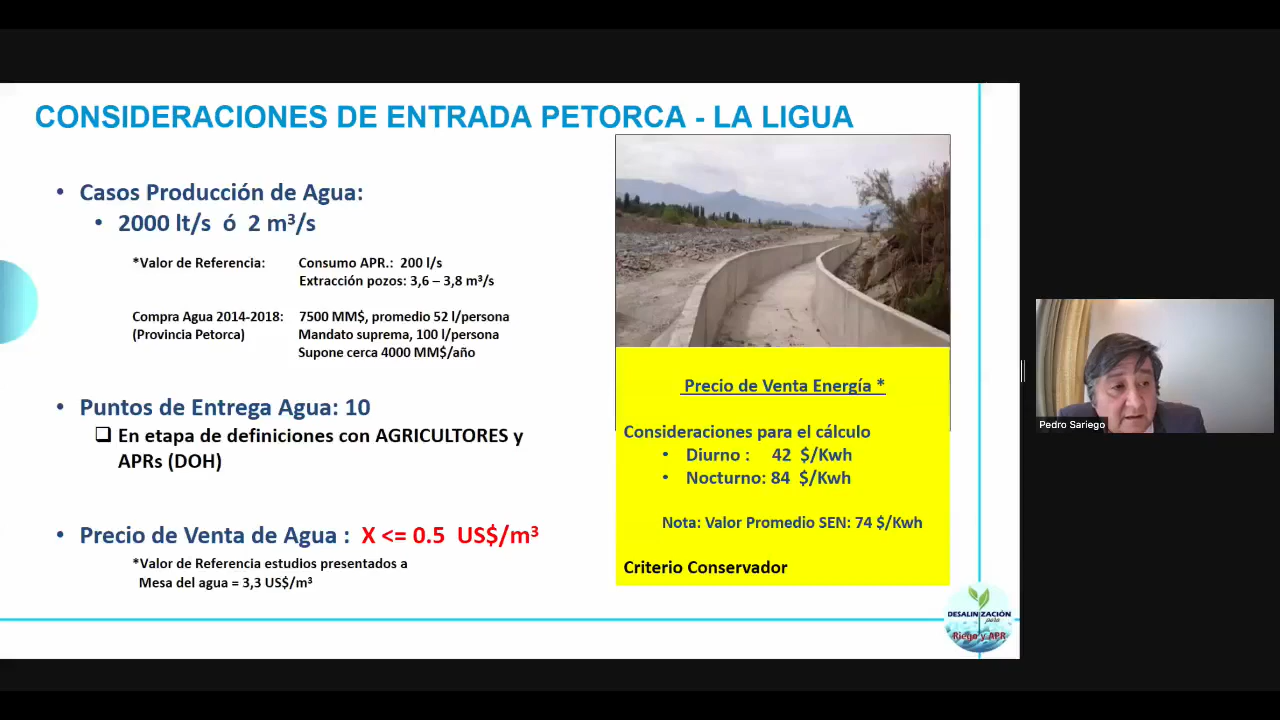 CONSIDERACIONES DE ENTRADA PETORCA - LA LIGUA
• Casos Producción de Agua:
• 2000 lt/s ó 2 m³/s
*Valor de Referencia: Consumo APR.: 200 l/s
Extracción pozos: 3,6 – 3,8 m³/s
Compra Agua 2014-2018: 7500 MM$, promedio 52 l/persona
(Provincia Petorca) Mandato suprema, 100 l/persona
Supone cerca 4000 MM$/año
• Puntos de Entrega Agua: 10
❑ En etapa de definiciones con AGRICULTORES y
APRs (DOH)
• Precio de Venta de Agua : X <= 0.5 US$/m³
*Valor de Referencia estudios presentados a
Mesa del agua = 3,3 US$/m³
Precio de Venta Energía *
Consideraciones para el cálculo
• Diurno : 42 $/Kwh
• Nocturno: 84 $/Kwh
Nota: Valor Promedio SEN: 74 $/Kwh
Criterio Conservador
DESALINIZACIÓN
para
Riego y APR
Pedro Sariego